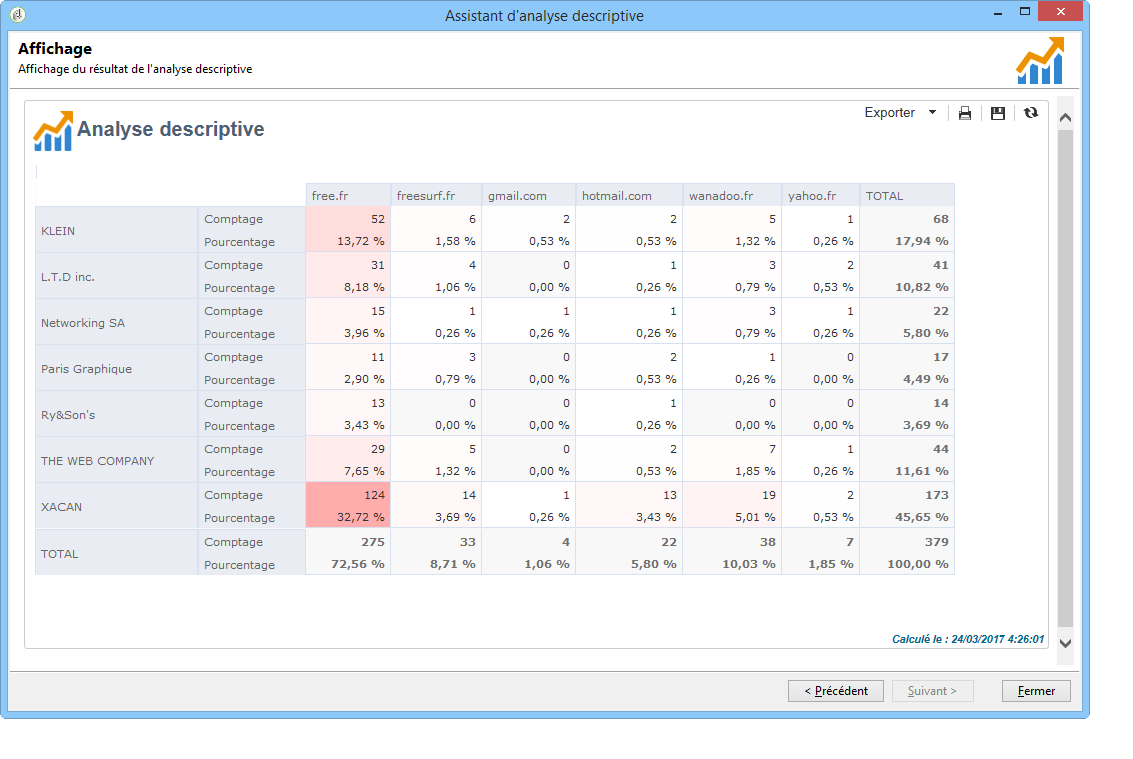 Assistant d'analyse descriptive
Affichage
Affichage du résultat de l'analyse descriptive
Exporter
Analyse descriptive
free.fr freesurf.fr gmail.com hotmail.com wanadoo.fr yahoo.fr TOTAL
KLEIN
Comptage 52 6 2 2 5 1 68
Pourcentage 13,72 % 1,58 % 0,53 % 0,53 % 1,32 % 0,26 % 17,94 %
L.T.D inc.
Comptage 31 4 0 1 3 2 41
Pourcentage 8,18 % 1,06 % 0,00 % 0,26 % 0,79 % 0,53 % 10,82 %
Networking SA
Comptage 15 1 1 1 3 1 22
Pourcentage 3,96 % 0,26 % 0,26 % 0,26 % 0,79 % 0,26 % 5,80 %
Paris Graphique
Comptage 11 3 0 2 1 0 17
Pourcentage 2,90 % 0,79 % 0,00 % 0,53 % 0,26 % 0,00 % 4,49 %
Ry&Son's
Comptage 13 0 0 1 0 0 14
Pourcentage 3,43 % 0,00 % 0,00 % 0,26 % 0,00 % 0,00 % 3,69 %
THE WEB COMPANY
Comptage 29 5 0 2 7 1 44
Pourcentage 7,65 % 1,32 % 0,00 % 0,53 % 1,85 % 0,26 % 11,61 %
XACAN
Comptage 124 14 1 13 19 2 173
Pourcentage 32,72 % 3,69 % 0,26 % 3,43 % 5,01 % 0,53 % 45,65 %
TOTAL
Comptage 275 33 4 22 38 7 379
Pourcentage 72,56 % 8,71 % 1,06 % 5,80 % 10,03 % 1,85 % 100,00 %
Calculé le : 24/03/2017 4:26:01
< Précédent Suivant > Fermer